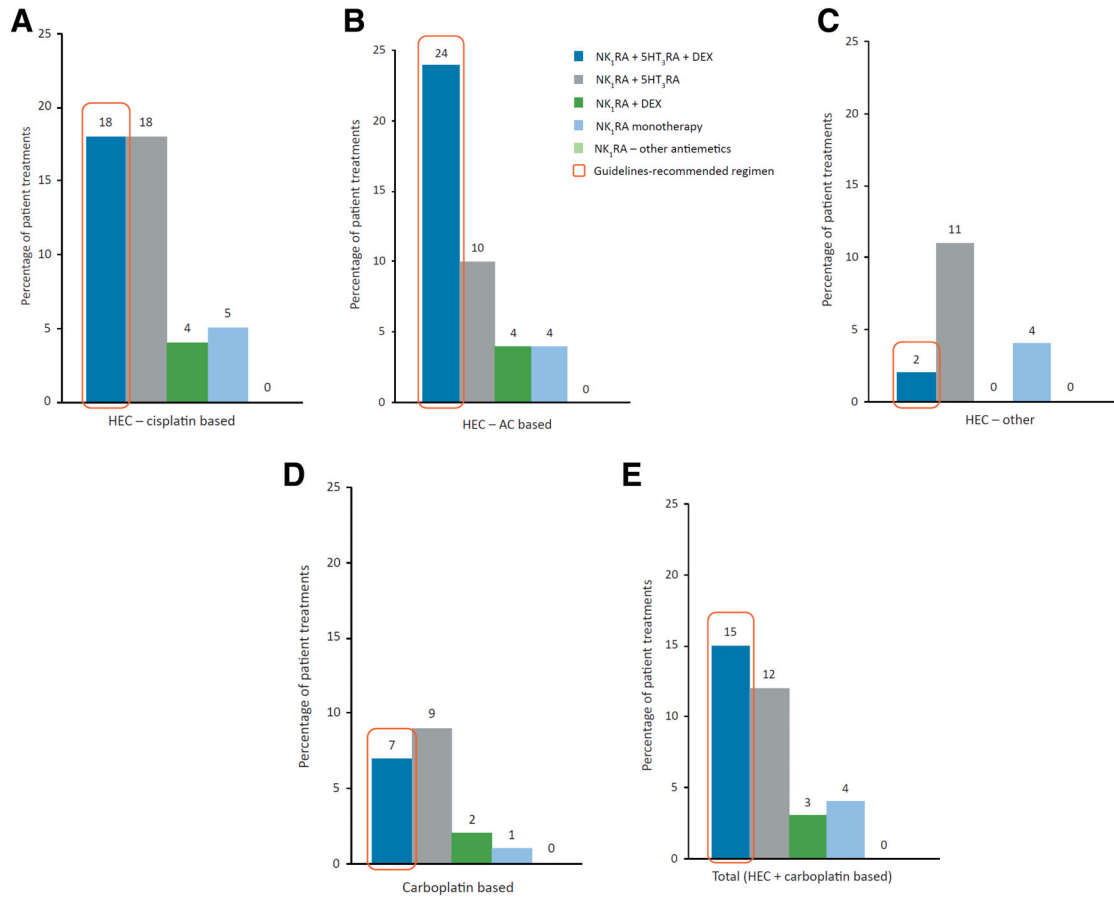 A
Percentage of patient treatments
25
20
15
10
5
0
18
18
4
5
0
HEC – cisplatin based
B
Percentage of patient treatments
25
20
15
10
5
0
24
10
4
4
0
HEC – AC based
NK₁RA + 5HT₃RA + DEX
NK₁RA + 5HT₃RA
NK₁RA + DEX
NK₁RA monotherapy
NK₁RA – other antiemetics
Guidelines-recommended regimen
C
Percentage of patient treatments
25
20
15
10
5
0
2
11
0
4
0
HEC – other
D
Percentage of patient treatments
25
20
15
10
5
0
7
9
2
1
0
Carboplatin based
E
Percentage of patient treatments
25
20
15
10
5
0
15
12
3
4
0
Total (HEC + carboplatin based)